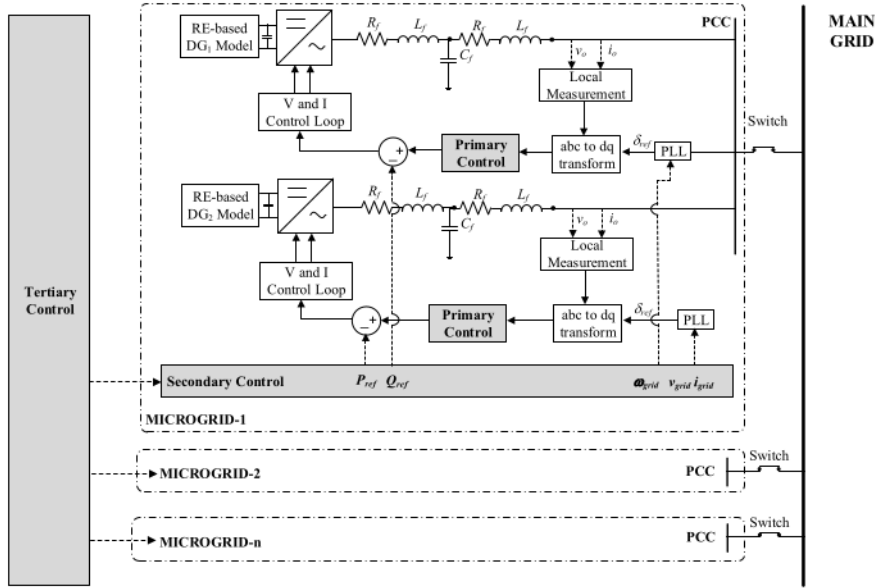 RE-based
DG1 Model
Rf
Lf
Rf
Lf
Cf
PCC
MAIN
GRID
vo
io
Local
Measurement
V and I
Control Loop
Switch
Primary
Control
abc to dq
transform
δref
PLL
+
−
RE-based
DG2 Model
Rf
Lf
Rf
Lf
Cf
vo
io
Local
Measurement
V and I
Control Loop
Tertiary
Control
Primary
Control
abc to dq
transform
δref
PLL
+
−
Secondary Control
Pref Qref
ωgrid vgrid igrid
MICROGRID-1
MICROGRID-2
PCC
Switch
MICROGRID-n
PCC
Switch